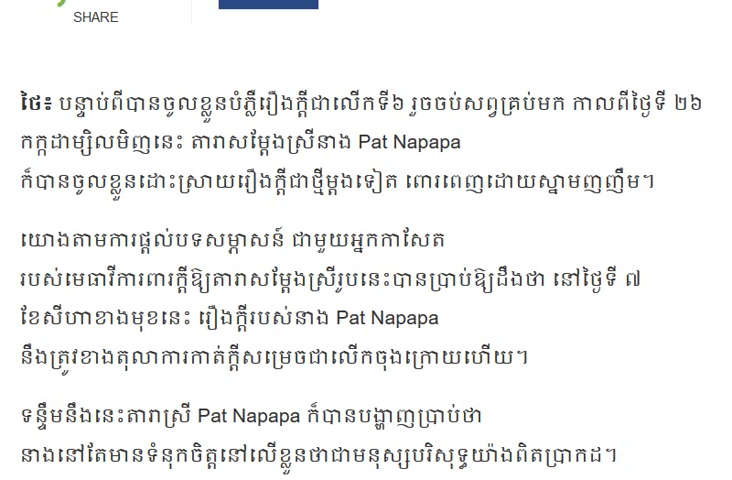 SHARE
ថៃ៖ បន្ទាប់ពីបានចូលខ្លួនបំភ្លឺរឿងក្ដីជាលើកទី៦ រួចចប់សព្វគ្រប់មក កាលពីថ្ងៃទី ២៦
កក្កដាម្សិលមិញនេះ តារាសម្ដែងស្រីនាង Pat Napapa
ក៏បានចូលខ្លួនដោះស្រាយរឿងក្ដីជាថ្មីម្ដងទៀត ពោរពេញដោយស្នាមញញឹម។
យោងតាមការផ្ដល់បទសម្ភាសន៍ ជាមួយអ្នកកាសែត
របស់មេធាវីការពារក្ដីឱ្យតារាសម្ដែងស្រីរូបនេះបានប្រាប់ឱ្យដឹងថា នៅថ្ងៃទី ៧
ខែសីហាខាងមុខនេះ រឿងក្ដីរបស់នាង Pat Napapa
នឹងត្រូវខាងតុលាការកាត់ក្ដីសម្រេចជាលើកចុងក្រោយហើយ។
ទន្ទឹមនឹងនេះតារាស្រី Pat Napapa ក៏បានបង្ហាញប្រាប់ថា
នាងនៅតែមានទំនុកចិត្តនៅលើខ្លួនថាជាមនុស្សបរិសុទ្ធយ៉ាងពិតប្រាកដ។